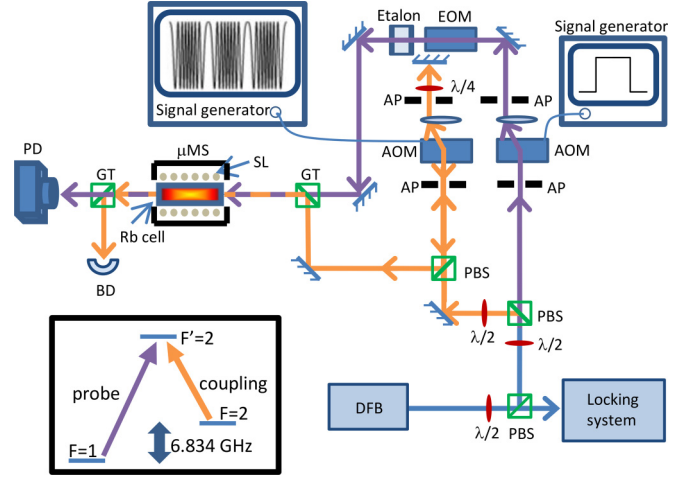 Etalon
EOM
Signal generator
λ/4
AP
AP
Signal generator
AOM
AOM
PD
GT
μMS
SL
GT
AP
AP
Rb cell
BD
PBS
PBS
λ/2
λ/2
F'=2
probe
coupling
F=2
F=1
6.834 GHz
DFB
λ/2
PBS
Locking
system